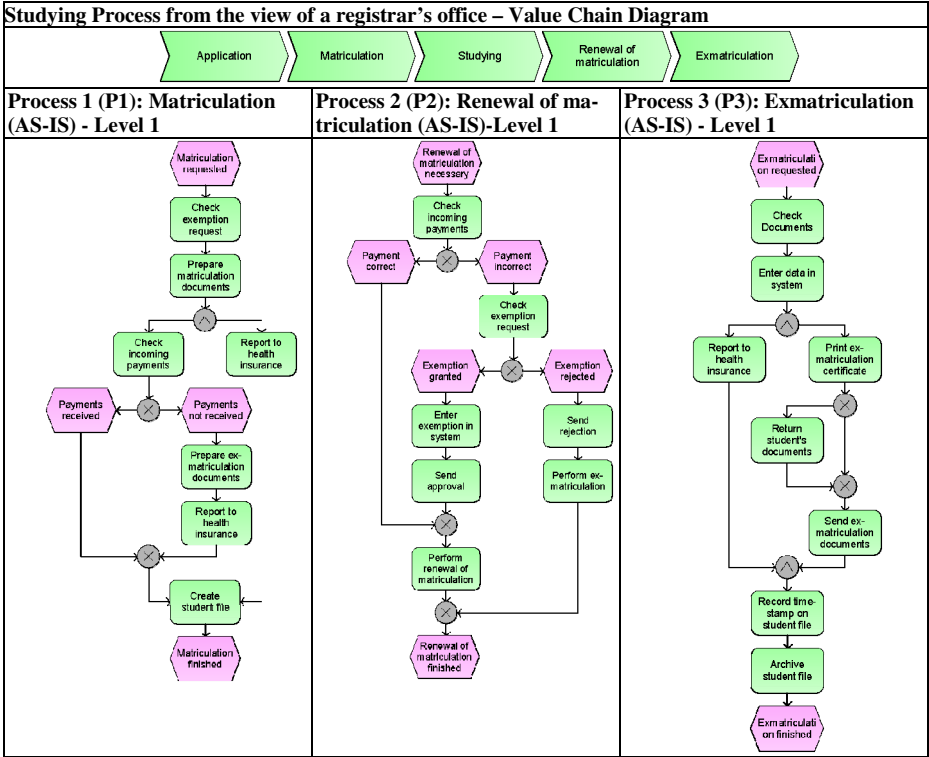 Studying Process from the view of a registrar's office – Value Chain Diagram
Application
Matriculation
Studying
Renewal of
matriculation
Exmatriculation
Process 1 (P1): Matriculation
(AS-IS) - Level 1
Process 2 (P2): Renewal of ma-
triculation (AS-IS)-Level 1
Process 3 (P3): Exmatriculation
(AS-IS) - Level 1
Matriculation
requested
Check
exemption
request
Prepare
matriculation
documents
Check
incoming
payments
Report to
health
insurance
Payments
received
Payments
not received
Prepare ex-
matriculation
documents
Report to
health
insurance
Create
student file
Matriculation
finished
Renewal of
matriculation
necessary
Check
incoming
payments
Payment
correct
Payment
incorrect
Check
exemption
request
Exemption
granted
Exemption
rejected
Enter
exemption in
system
Send
rejection
Send
approval
Perform ex-
matriculation
Perform
renewal of
matriculation
Renewal of
matriculation
finished
Exmatriculati
on requested
Check
Documents
Enter data in
system
Report to
health
insurance
Print ex-
matriculation
certificate
Return
student's
documents
Send ex-
matriculation
documents
Record time-
stamp on
student file
Archive
student file
Exmatriculati
on finished